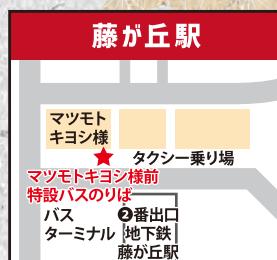 藤が丘駅
マツモト
キヨシ様
タクシー乗り場
マツモトキヨシ様前
特設バスのりば
バス
ターミナル
❷番出口
地下鉄
藤が丘駅